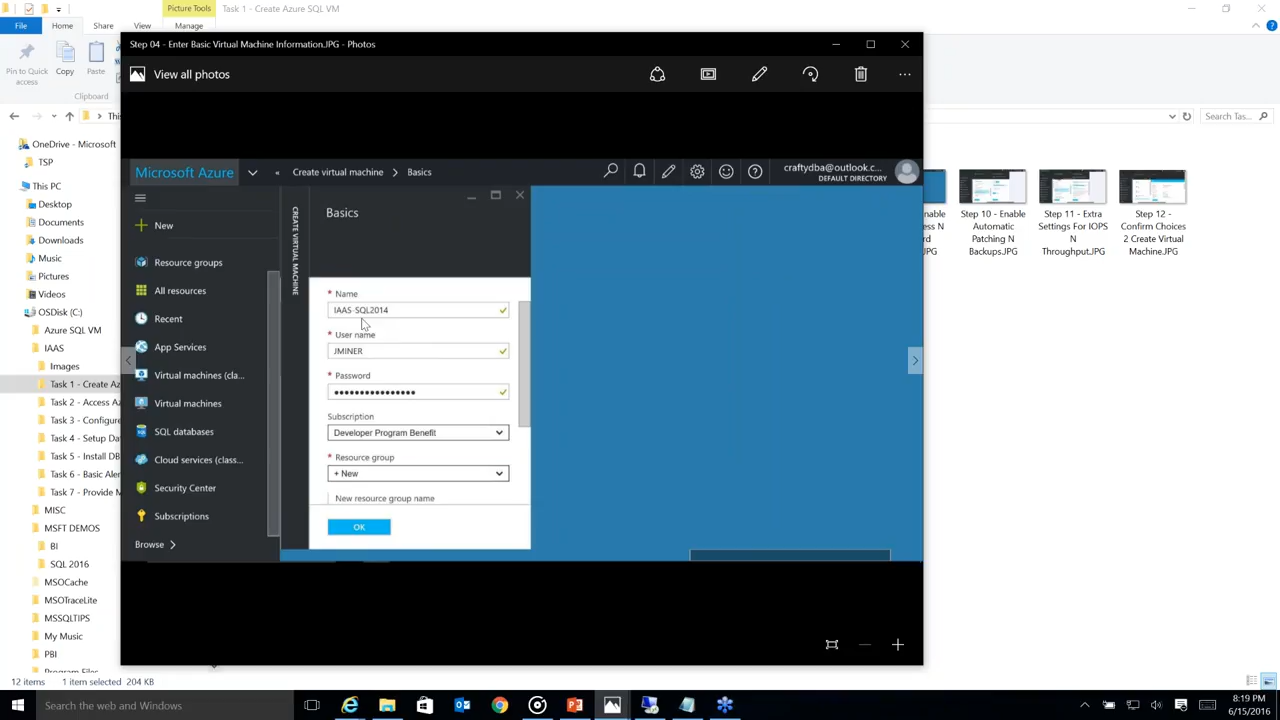 Picture Tools
Task 1 - Create Azure SQL VM
File
Home
Share
View
Manage
Pin to Quick
access
Copy
Paste
Clipboard
Step 04 - Enter Basic Virtual Machine Information.JPG - Photos
View all photos
Search Tas...
OneDrive - Microsoft
TSP
This PC
Desktop
Documents
Downloads
Music
Pictures
Videos
OSDisk (C:)
Azure SQL VM
IAAS
Images
Task 1 - Create Az
Task 2 - Access Az
Task 3 - Configure
Task 4 - Setup Da
Task 5 - Install DB
Task 6 - Basic Aler
Task 7 - Provide M
MISC
MSFT DEMOS
BI
SQL 2016
MSOCache
MSOTraceLite
MSSQLTIPS
My Music
PBI
Program Files
12 items
1 item selected 204 KB
Microsoft Azure
Create virtual machine > Basics
craftydba@outlook.c...
DEFAULT DIRECTORY
New
Resource groups
All resources
Recent
App Services
Virtual machines (cla...
Virtual machines
SQL databases
Cloud services (class...
Security Center
Subscriptions
Browse >
CREATE VIRTUAL MACHINE
Basics
* Name
IAAS-SQL2014
* User name
JMINER
* Password
Subscription
Developer Program Benefit
* Resource group
+ New
New resource group name
OK
Step 10 - Enable
Automatic
Patching N
Backups.JPG
Step 11 - Extra
Settings For IOPS
N
Throughput.JPG
Step 12 -
Confirm Choices
2 Create Virtual
Machine.JPG
Search the web and Windows
8:19 PM
6/15/2016